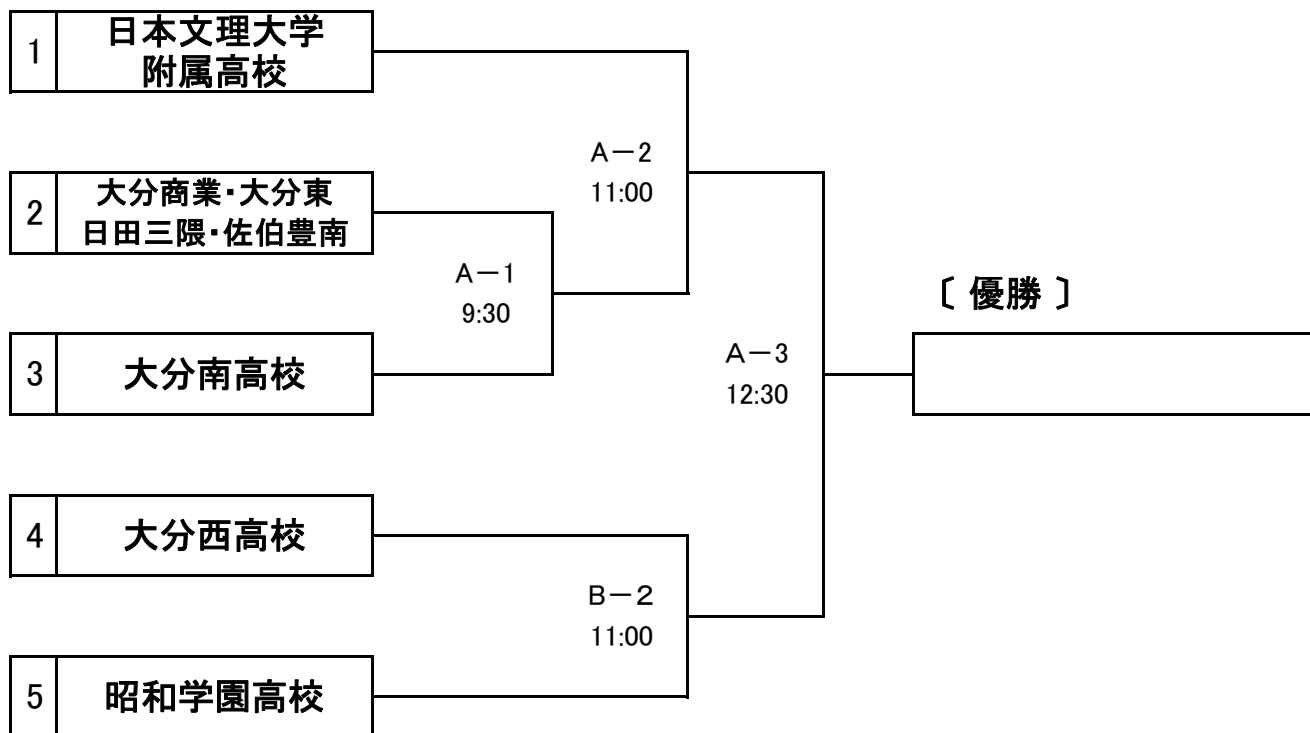 1
日本文理大学
附属高校
A－2
11:00
2
大分商業・大分東
日田三隈・佐伯豊南
A－1
9:30
〔 優勝 〕
3
大分南高校
A－3
12:30
4
大分西高校
B－2
11:00
5
昭和学園高校